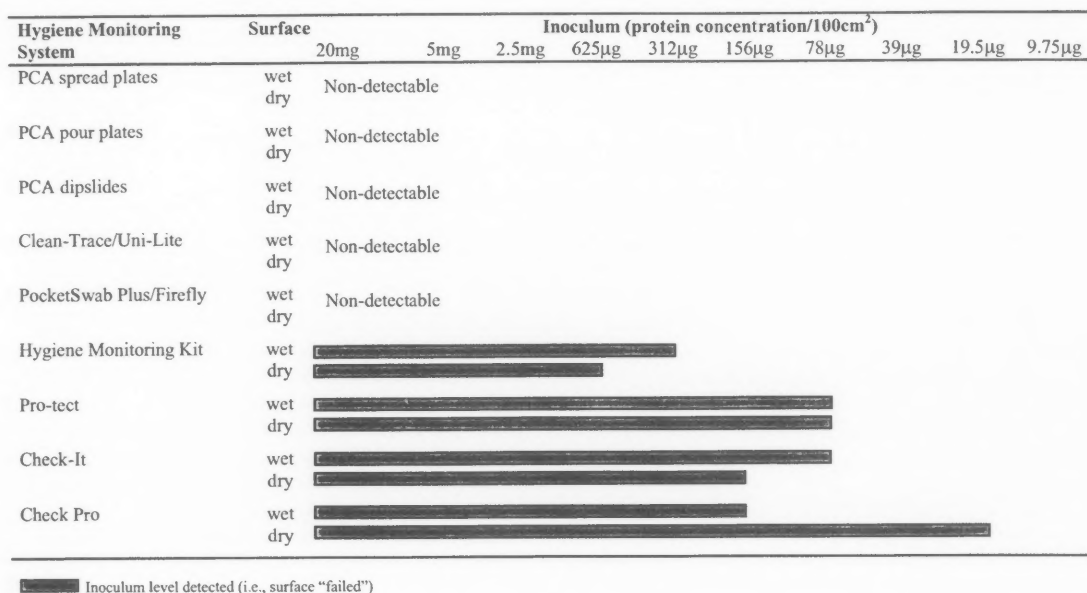 Hygiene Monitoring System Surface Inoculum (protein concentration/100cm²)
20mg 5mg 2.5mg 625µg 312µg 156µg 78µg 39µg 19.5µg 9.75µg
PCA spread plates wet Non-detectable
dry
PCA pour plates wet Non-detectable
dry
PCA dipslides wet Non-detectable
dry
Clean-Trace/Uni-Lite wet Non-detectable
dry
PocketSwab Plus/Firefly wet Non-detectable
dry
Hygiene Monitoring Kit wet
dry
Pro-tect wet
dry
Check-It wet
dry
Check Pro wet
dry
Inoculum level detected (i.e., surface "failed")